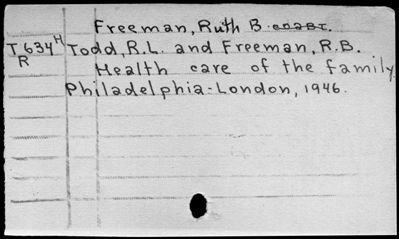 Freeman, Ruth B.
T634H Todd, R.L. and Freeman, R.B.
R Health care of the family.
Philadelphia-London, 1946.